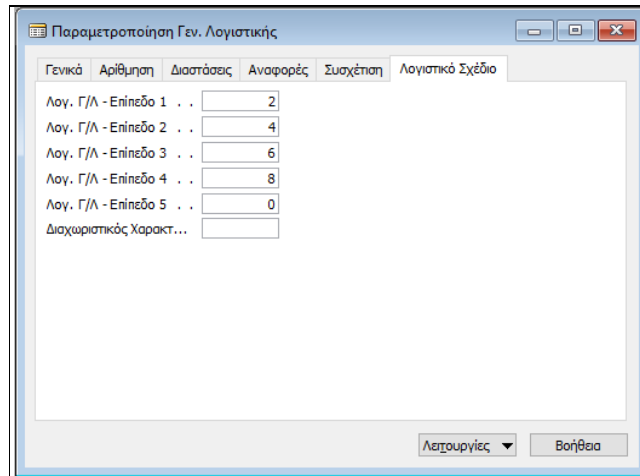 Παραμετροποίηση Γεν. Λογιστικής
Γενικά Αρίθμηση Διαστάσεις Αναφορές Συσχέτιση Λογιστικό Σχέδιο
Λογ. Γ/Λ - Επίπεδο 1 . . 2
Λογ. Γ/Λ - Επίπεδο 2 . . 4
Λογ. Γ/Λ - Επίπεδο 3 . . 6
Λογ. Γ/Λ - Επίπεδο 4 . . 8
Λογ. Γ/Λ - Επίπεδο 5 . . 0
Διαχωριστικός Χαρακτ...
Λειτουργίες Βοήθεια